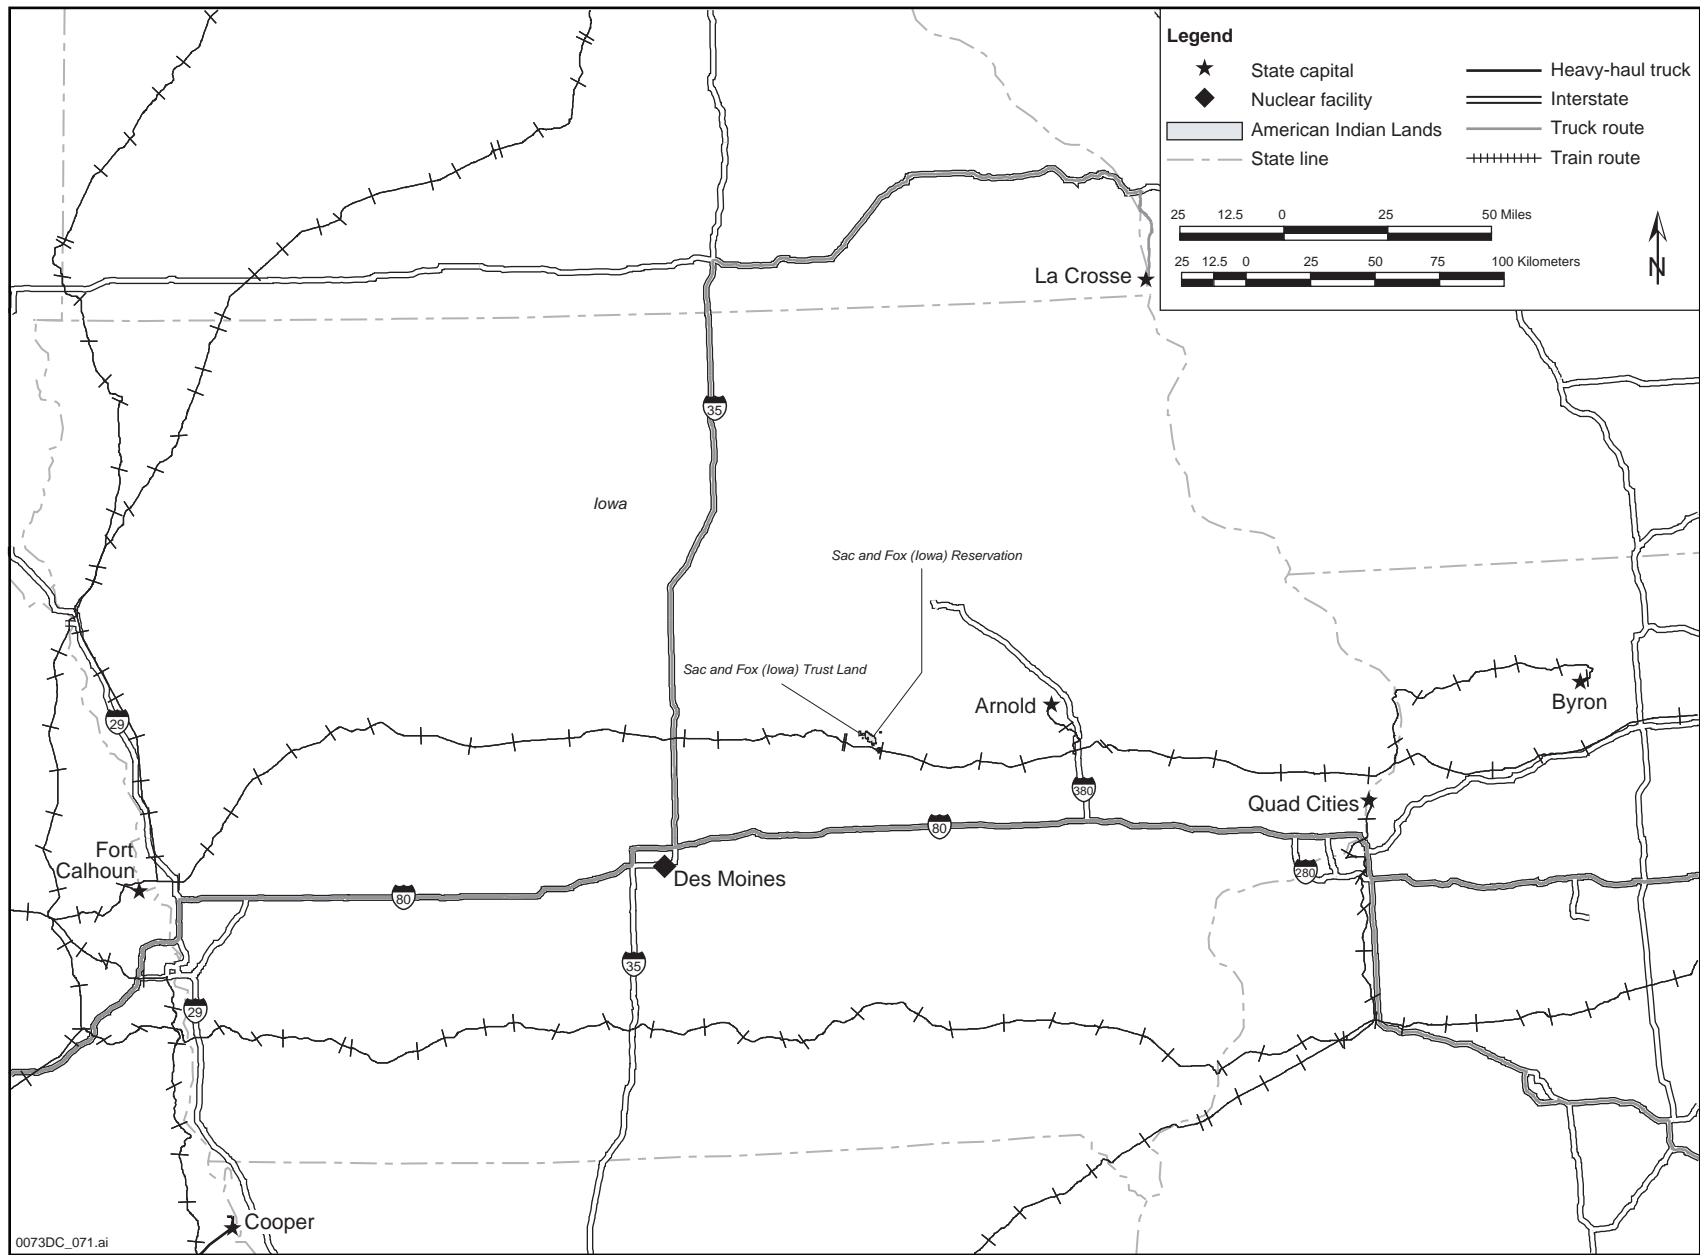 Legend
State capital
Nuclear facility
American Indian Lands
State line
Heavy-haul truck
Interstate
Truck route
Train route
25 12.5 0 25 50 Miles
25 12.5 0 25 50 75 100 Kilometers
N
La Crosse
35
Iowa
Sac and Fox (Iowa) Reservation
Sac and Fox (Iowa) Trust Land
Arnold
Byron
29
380
Quad Cities
80
Fort
Calhoun
280
Des Moines
80
35
29
Cooper
0073DC_071.ai